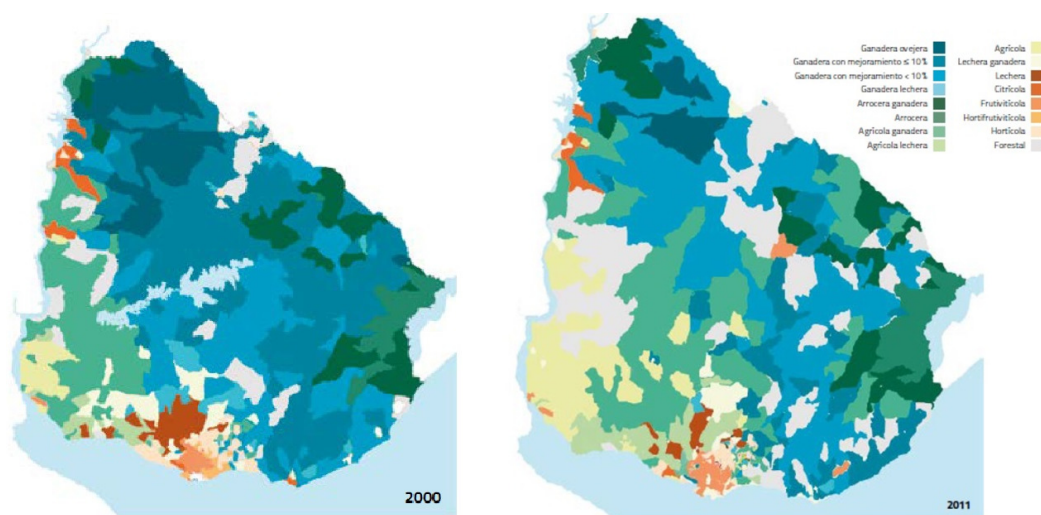 Ganadera ovejera
Ganadera con mejoramiento ≤ 10%
Ganadera con mejoramiento < 10%
Ganadera lechera
Arrocera ganadera
Arrocera
Agrícola ganadera
Agrícola lechera
Agrícola
Lechera ganadera
Lechera
Citrícola
Frutivitícola
Hortifrutivitícola
Hortícola
Forestal
2000
2011